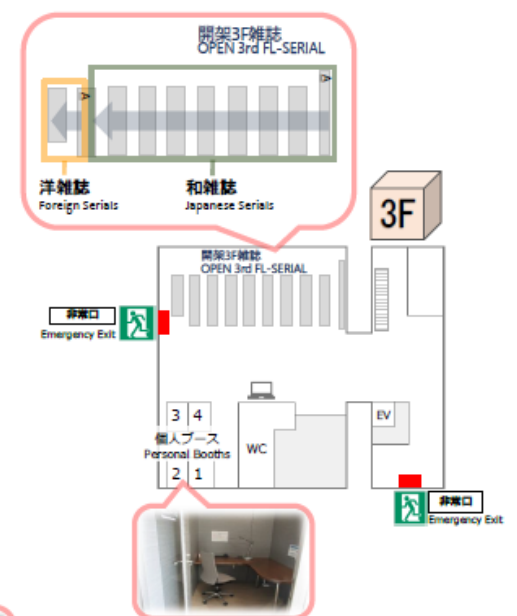 開架3F雑誌
OPEN 3rd FL-SERIAL
A
A
洋雑誌
Foreign Serials
和雑誌
Japanese Serials
3F
開架3F雑誌
OPEN 3rd FL-SERIAL
非常口
Emergency Exit
3 4
個人ブース
Personal Booths
2 1
WC
EV
非常口
Emergency Exit